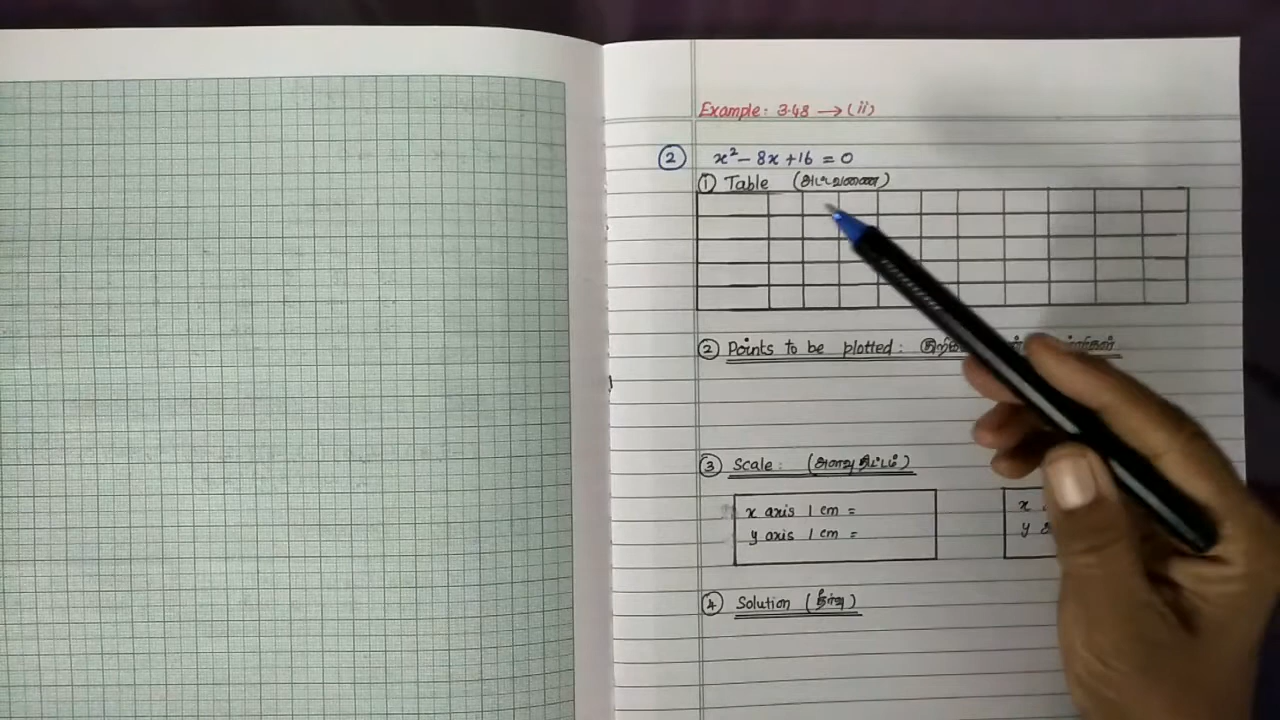 Example: 3.48 → (ii)
② x² - 8x + 16 = 0
① Table (அட்டவணை)
② Points to be plotted :
③ Scale : (அளவுதிட்டம்)
x axis 1 cm =
y axis 1 cm =
x
y
④ Solution (தீர்வு)